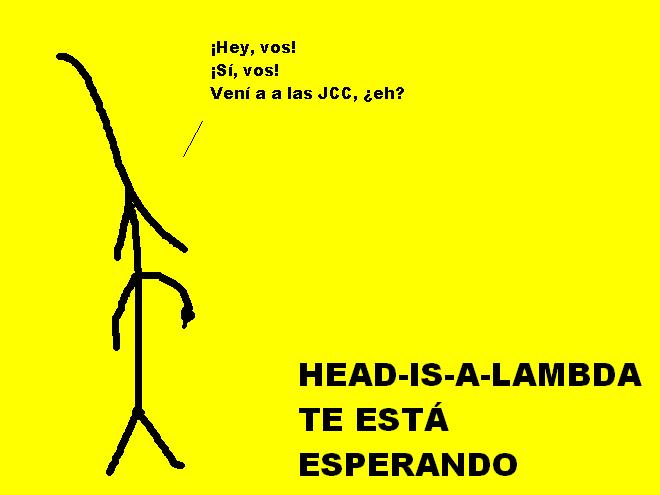 ¡Hey, vos!
¡Sí, vos!
Vení a a las JCC, ¿eh?
HEAD-IS-A-LAMBDA
TE ESTÁ
ESPERANDO